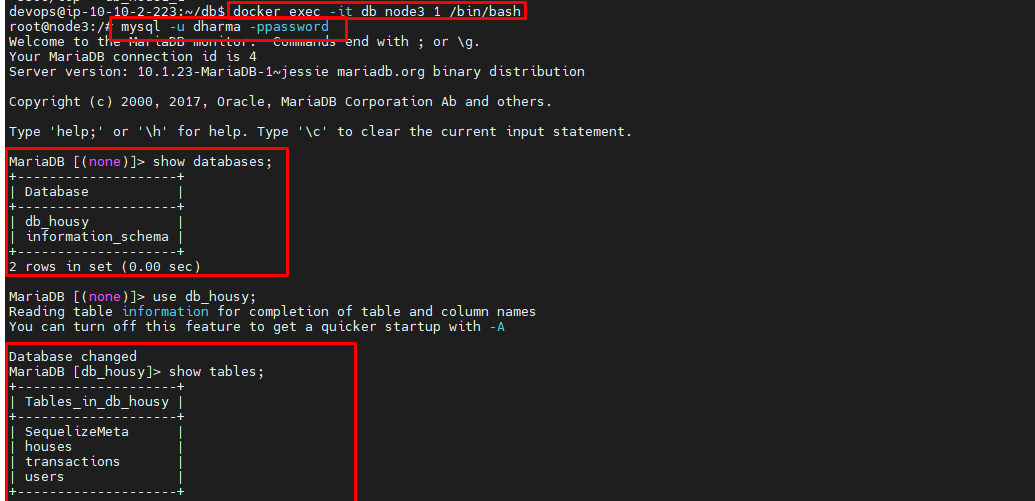 devops@ip-10-10-2-223:~/db$ docker exec -it db_node3_1 /bin/bash
root@node3:/# mysql -u dharma -ppassword
Welcome to the MariaDB monitor.  Commands end with ; or \g.
Your MariaDB connection id is 4
Server version: 10.1.23-MariaDB-1~jessie mariadb.org binary distribution
Copyright (c) 2000, 2017, Oracle, MariaDB Corporation Ab and others.
Type 'help;' or '\h' for help. Type '\c' to clear the current input statement.
MariaDB [(none)]> show databases;
+--------------------+
| Database           |
+--------------------+
| db_housy           |
| information_schema |
+--------------------+
2 rows in set (0.00 sec)
MariaDB [(none)]> use db_housy;
Reading table information for completion of table and column names
You can turn off this feature to get a quicker startup with -A
Database changed
MariaDB [db_housy]> show tables;
+--------------------+
| Tables_in_db_housy |
+--------------------+
| SequelizeMeta      |
| houses             |
| transactions       |
| users              |
+--------------------+